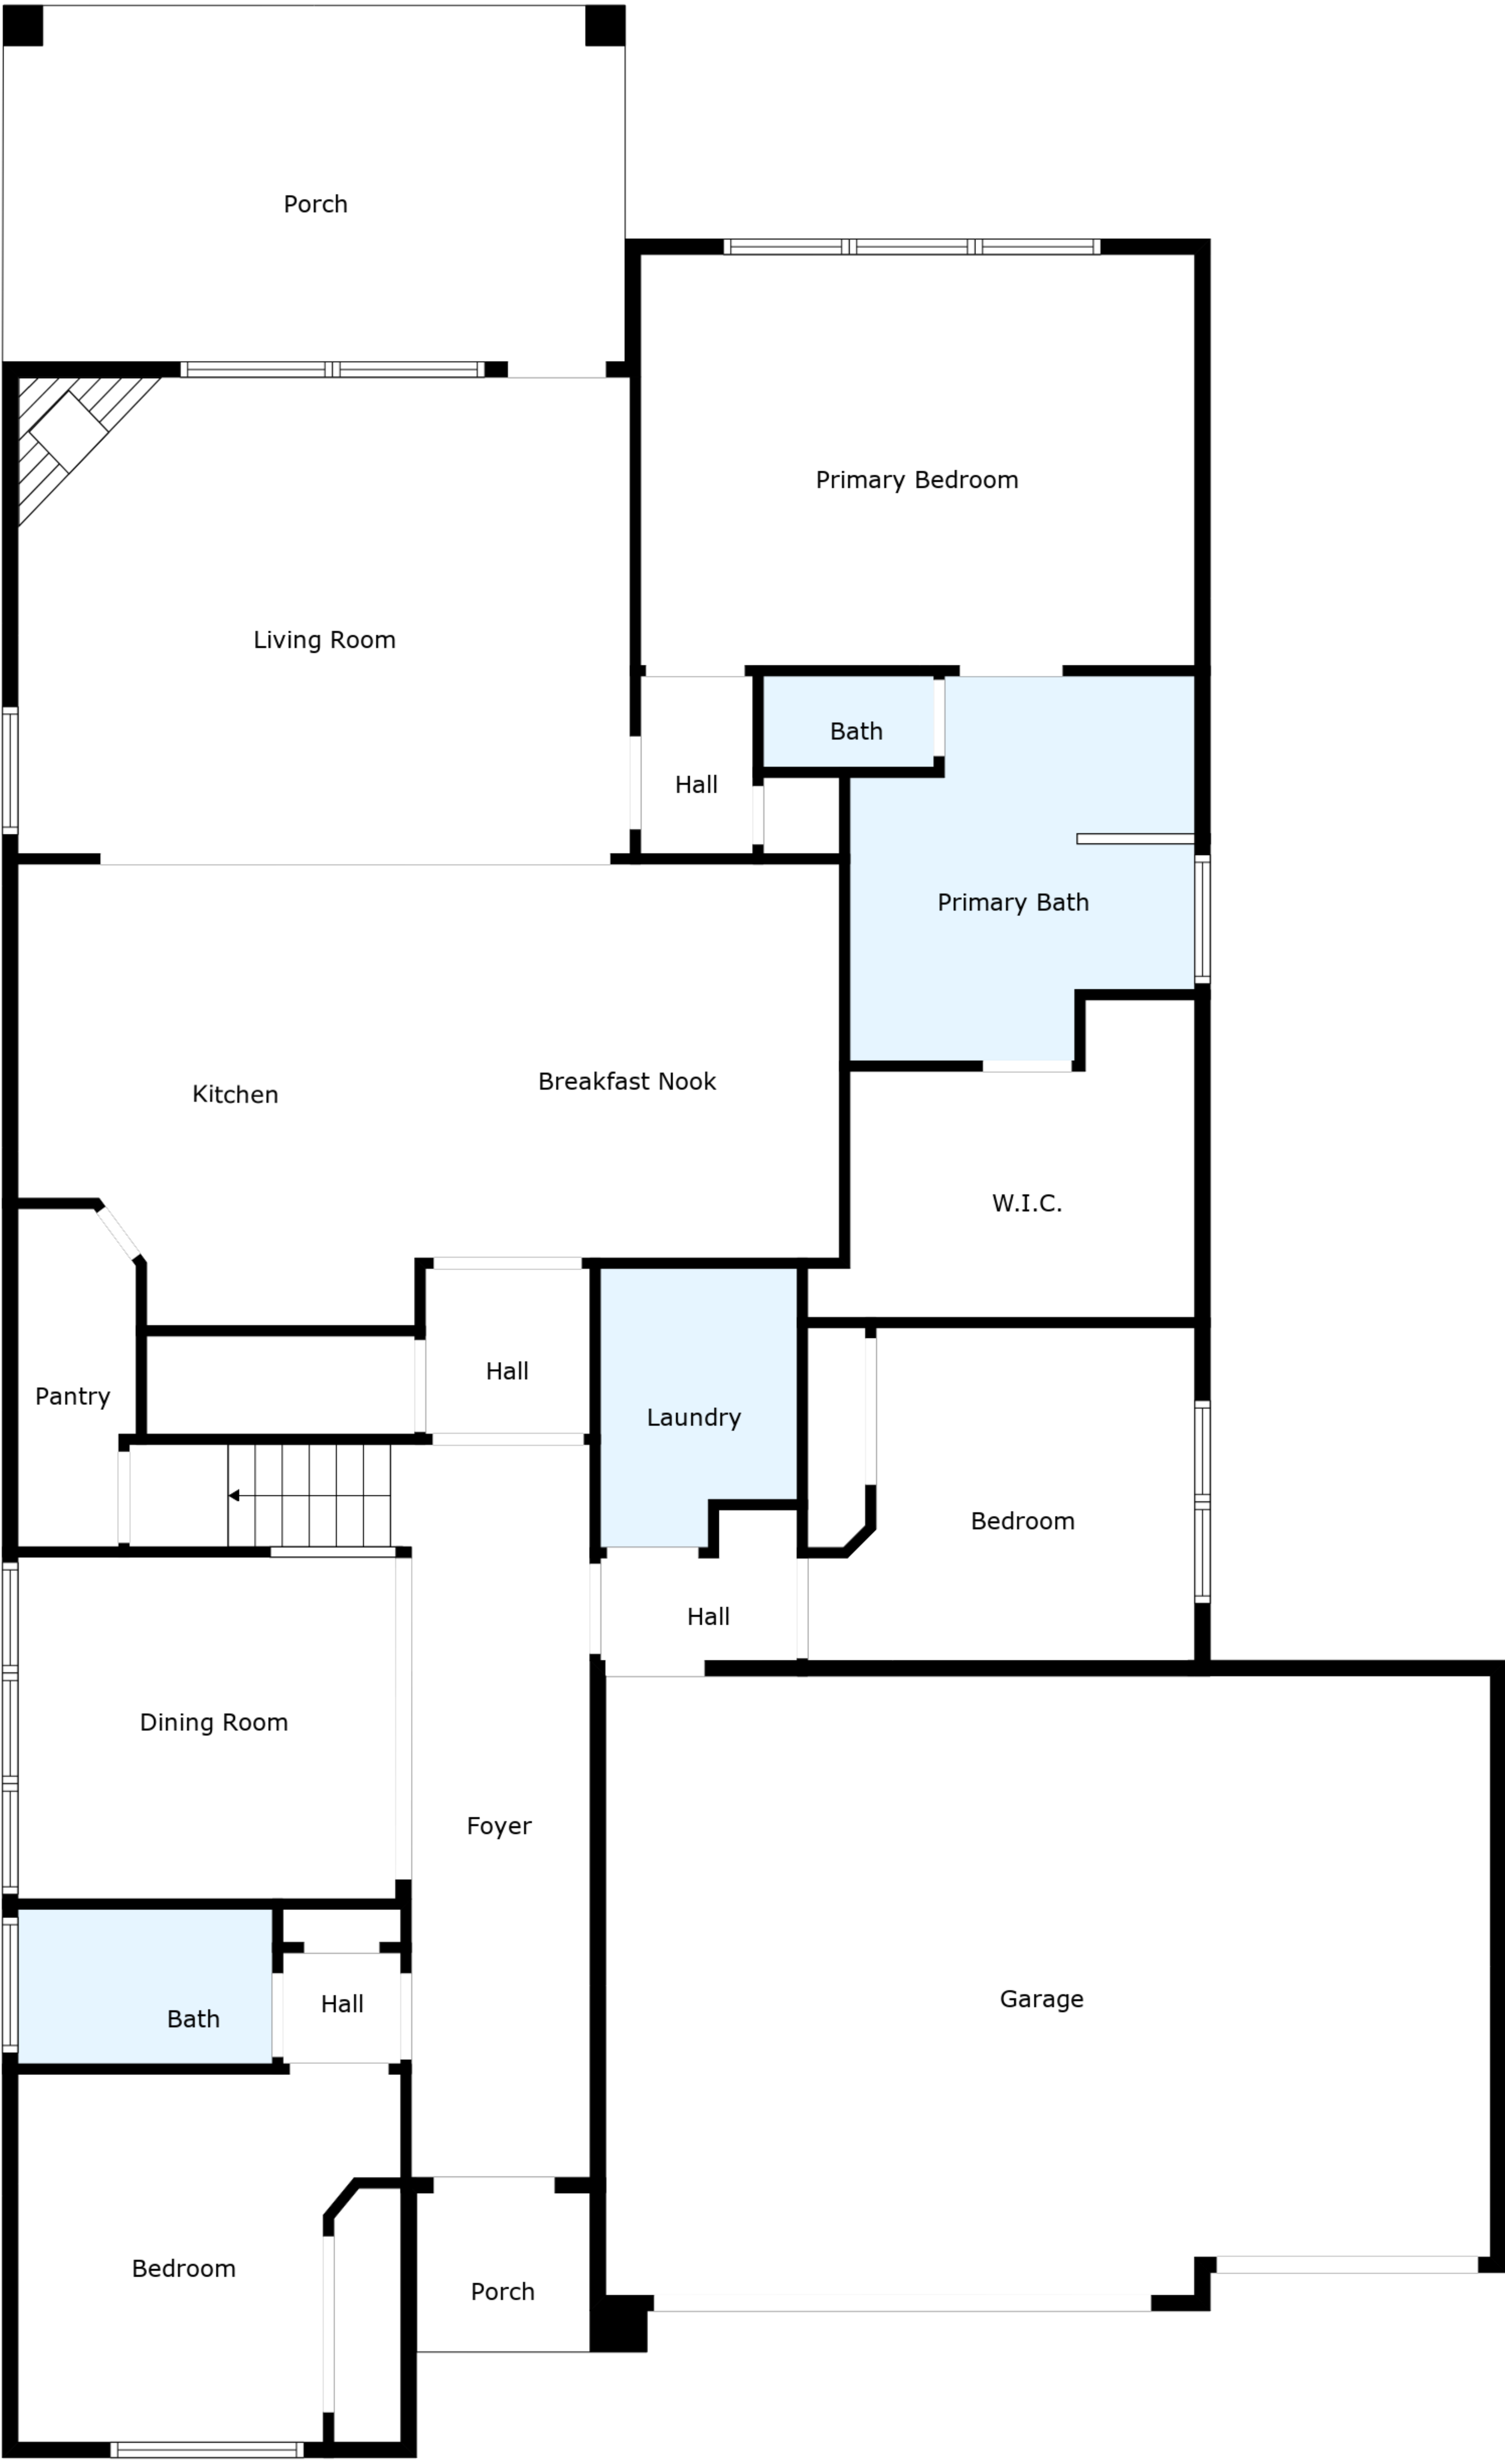 Porch
Primary Bedroom
Living Room
Bath
Hall
Primary Bath
Breakfast Nook
Kitchen
W.I.C.
Hall
Pantry
Laundry
Bedroom
Hall
Dining Room
Foyer
Garage
Hall
Bath
Bedroom
Porch